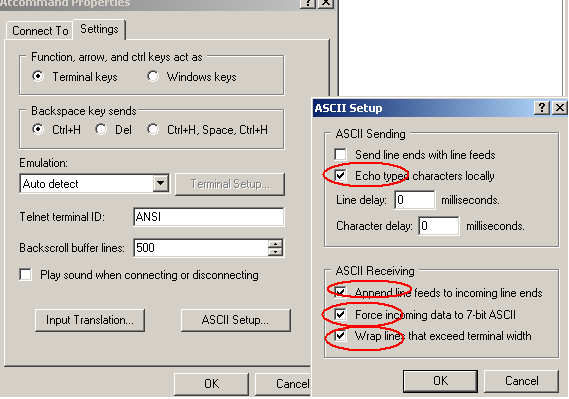 Atcommand Properties
Connect To Settings
Function, arrow, and ctrl keys act as
Terminal keys Windows keys
Backspace key sends
Ctrl+H Del Ctrl+H, Space, Ctrl+H
Emulation:
Auto detect Terminal Setup...
Telnet terminal ID: ANSI
Backscroll buffer lines: 500
Play sound when connecting or disconnecting
Input Translation... ASCII Setup...
OK Cancel
ASCII Setup
ASCII Sending
Send line ends with line feeds
Echo typed characters locally
Line delay: 0 milliseconds.
Character delay: 0 milliseconds.
ASCII Receiving
Append line feeds to incoming line ends
Force incoming data to 7-bit ASCII
Wrap lines that exceed terminal width
OK Cancel